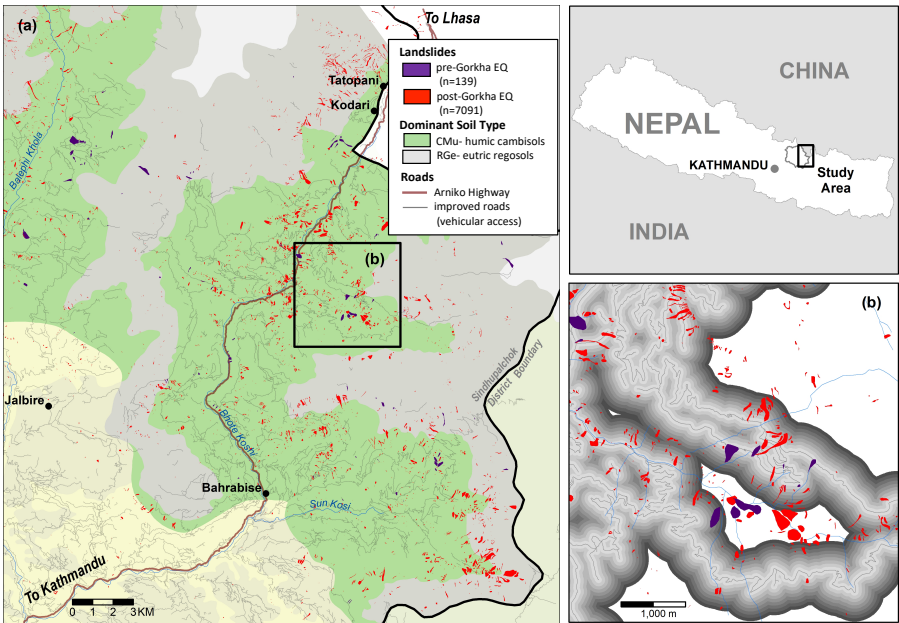 (a)
To Lhasa
Landslides
pre-Gorkha EQ
(n=139)
post-Gorkha EQ
(n=7091)
Dominant Soil Type
CMu- humic cambisols
RGe- eutric regosols
Roads
Arniko Highway
improved roads
(vehicular access)
Tatopani
Kodari
Balephi Khola
(b)
Sindhupalchok
District Boundary
Jalbire
Bhote Koshi
Bahrabise
Sun Kosi
To Kathmandu
0 1 2 3 KM
CHINA
NEPAL
KATHMANDU
Study
Area
INDIA
(b)
1,000 m